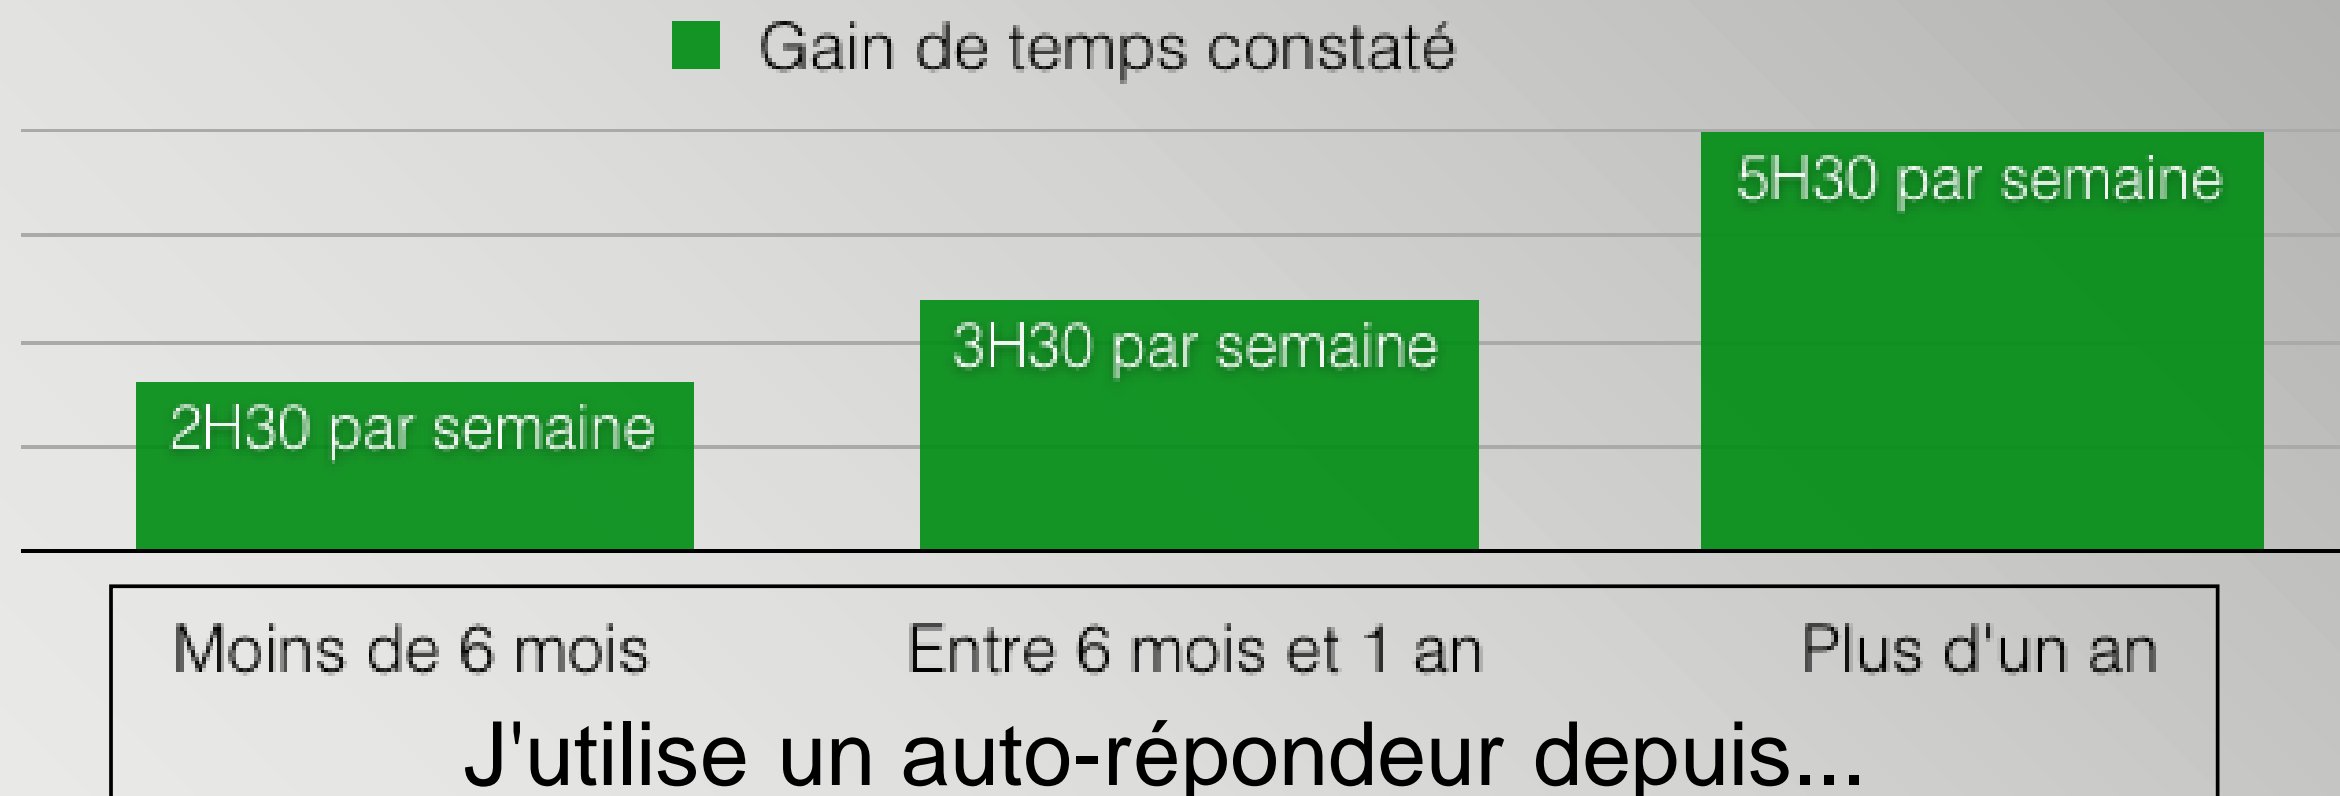 Gain de temps constaté
5H30 par semaine
3H30 par semaine
2H30 par semaine
Moins de 6 mois
Entre 6 mois et 1 an
Plus d'un an
J'utilise un auto-répondeur depuis...